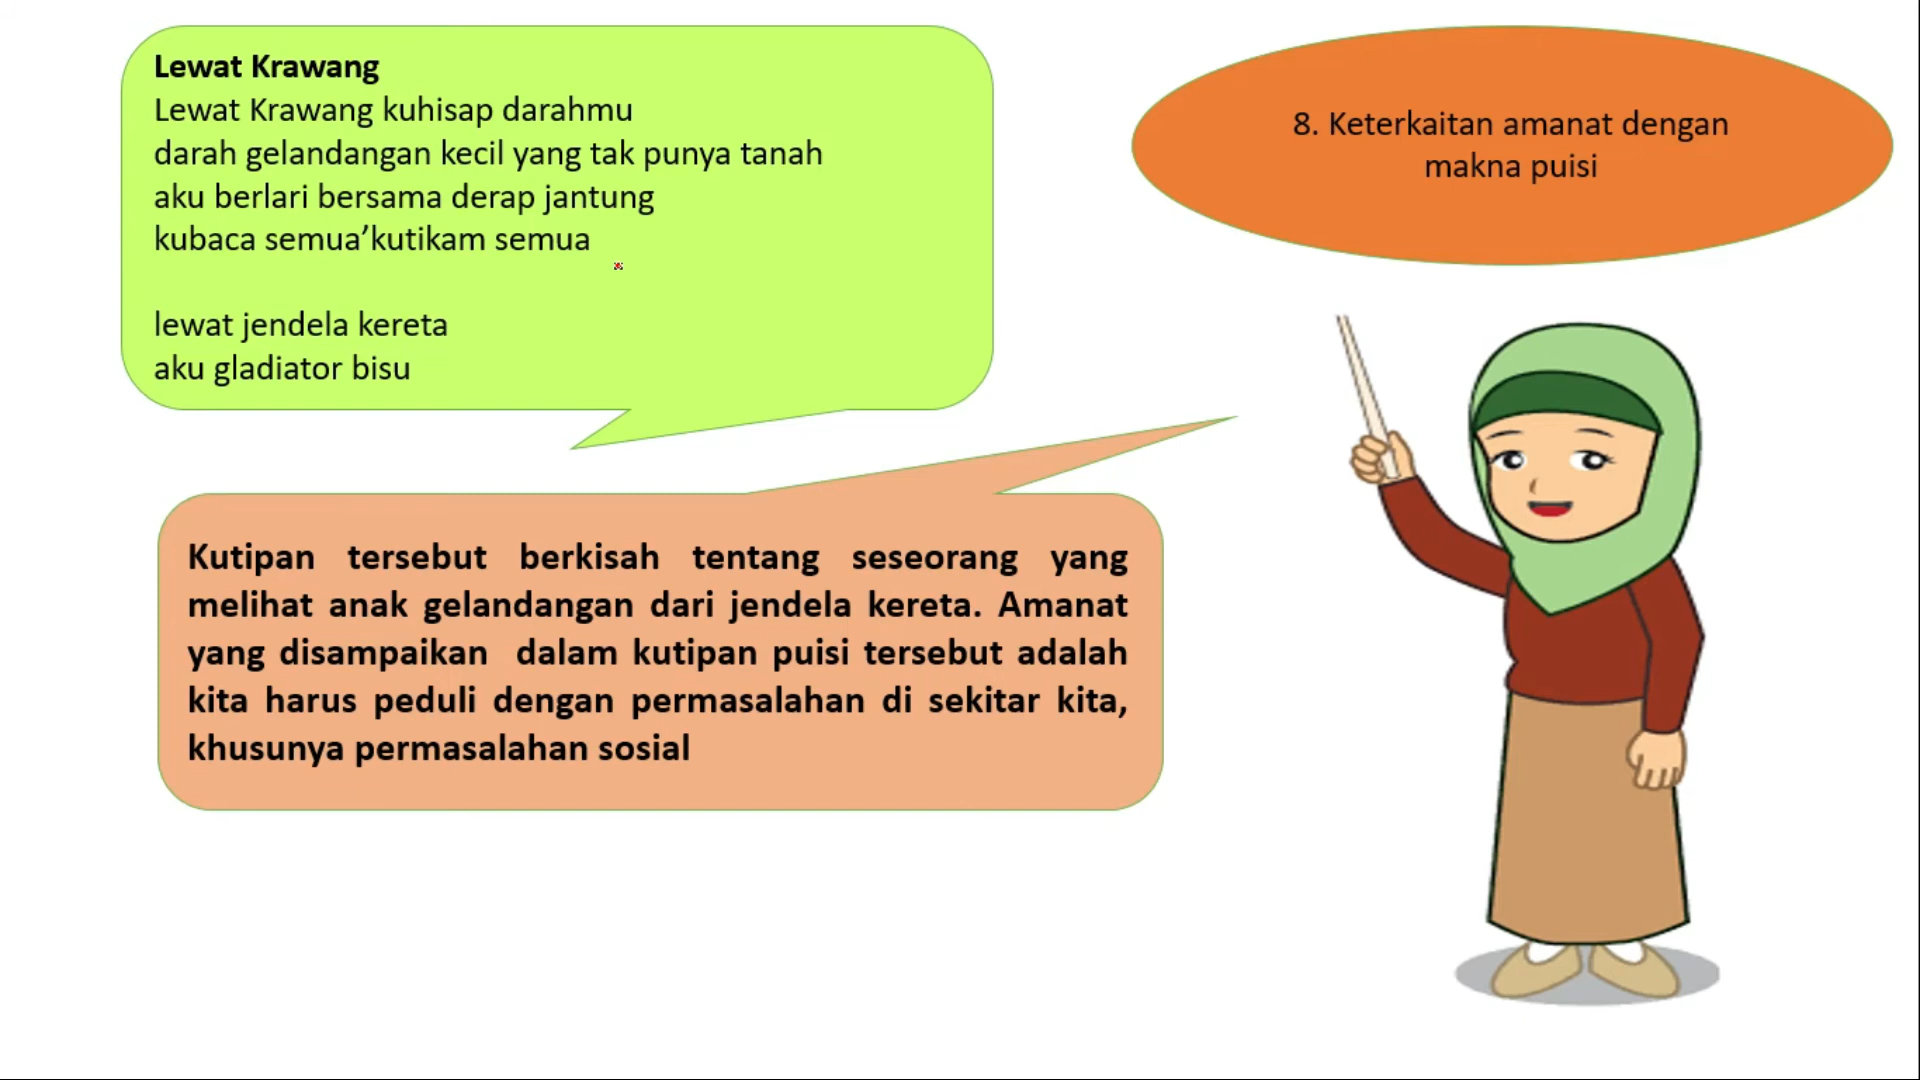 Lewat Krawang
Lewat Krawang kuhisap darahmu
darah gelandangan kecil yang tak punya tanah
aku berlari bersama derap jantung
kubaca semua’kutikam semua
lewat jendela kereta
aku gladiator bisu
8. Keterkaitan amanat dengan
makna puisi
Kutipan tersebut berkisah tentang seseorang yang
melihat anak gelandangan dari jendela kereta. Amanat
yang disampaikan dalam kutipan puisi tersebut adalah
kita harus peduli dengan permasalahan di sekitar kita,
khusunya permasalahan sosial